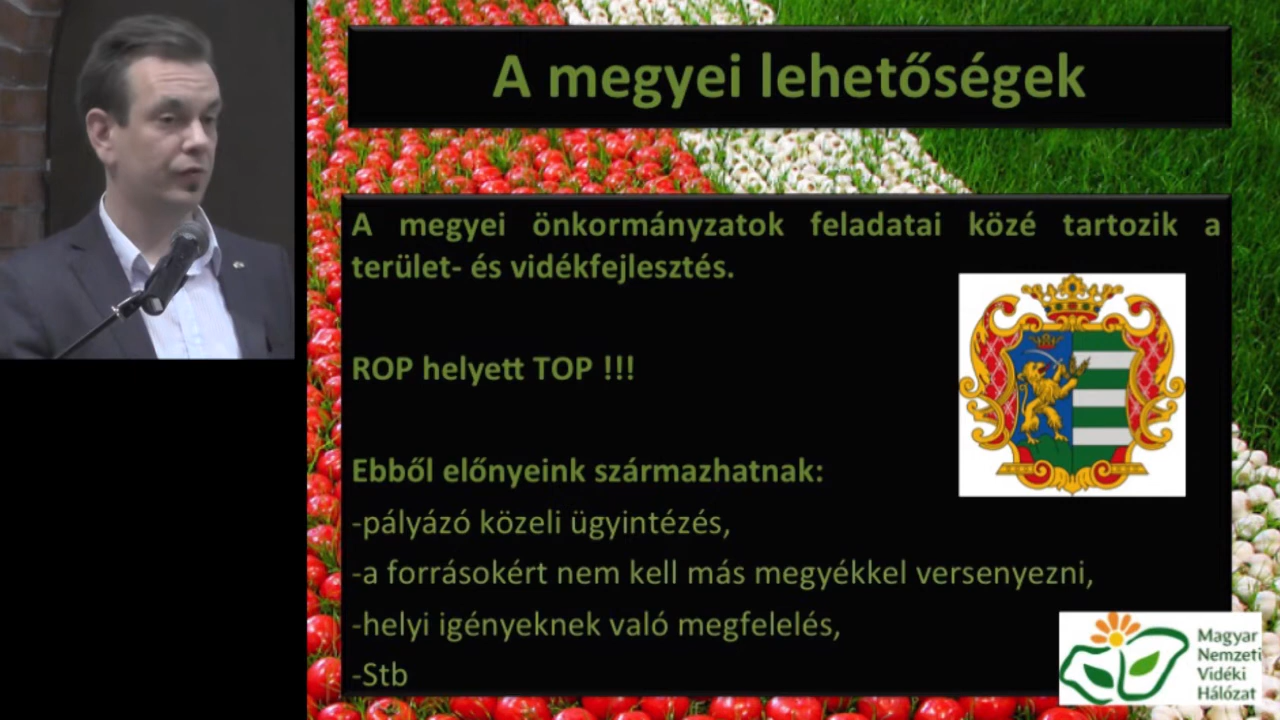 A megyei lehetőségek
A megyei önkormányzatok feladatai közé tartozik a
terület- és vidékfejlesztés.
ROP helyett TOP !!!
Ebből előnyeink származhatnak:
-pályázó közeli ügyintézés,
-a forrásokért nem kell más megyékkel versenyezni,
-helyi igényeknek való megfelelés,
-Stb
Magyar
Nemzeti
Vidéki
Hálózat